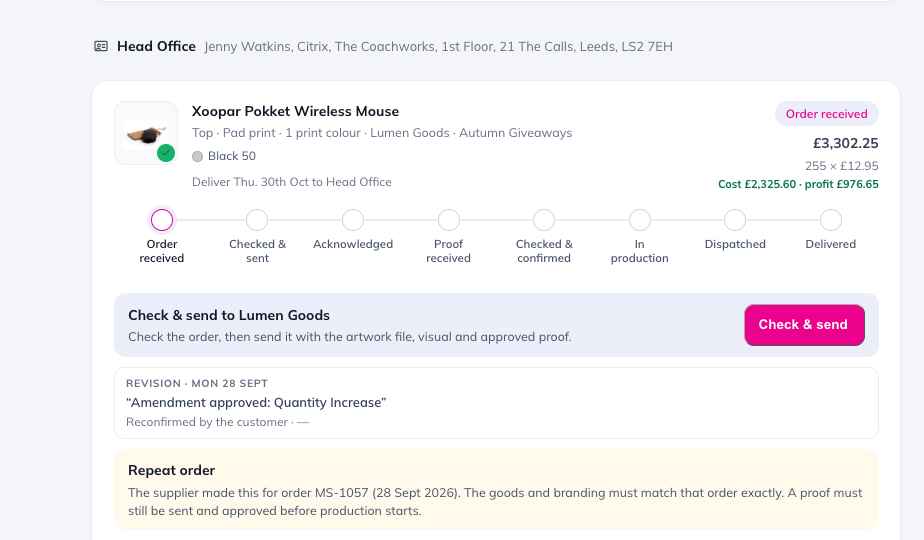 Head Office Jenny Watkins, Citrix, The Coachworks, 1st Floor, 21 The Calls, Leeds, LS2 7EH
Xoopar Pokket Wireless Mouse
Order received
Top · Pad print · 1 print colour · Lumen Goods · Autumn Giveaways
£3,302.25
Black 50
255 × £12.95
Deliver Thu. 30th Oct to Head Office
Cost £2,325.60 · profit £976.65
Order received
Checked & sent
Acknowledged
Proof received
Checked & confirmed
In production
Dispatched
Delivered
Check & send to Lumen Goods
Check the order, then send it with the artwork file, visual and approved proof.
Check & send
REVISION · MON 28 SEPT
“Amendment approved: Quantity Increase”
Reconfirmed by the customer · —
Repeat order
The supplier made this for order MS-1057 (28 Sept 2026). The goods and branding must match that order exactly. A proof must
still be sent and approved before production starts.